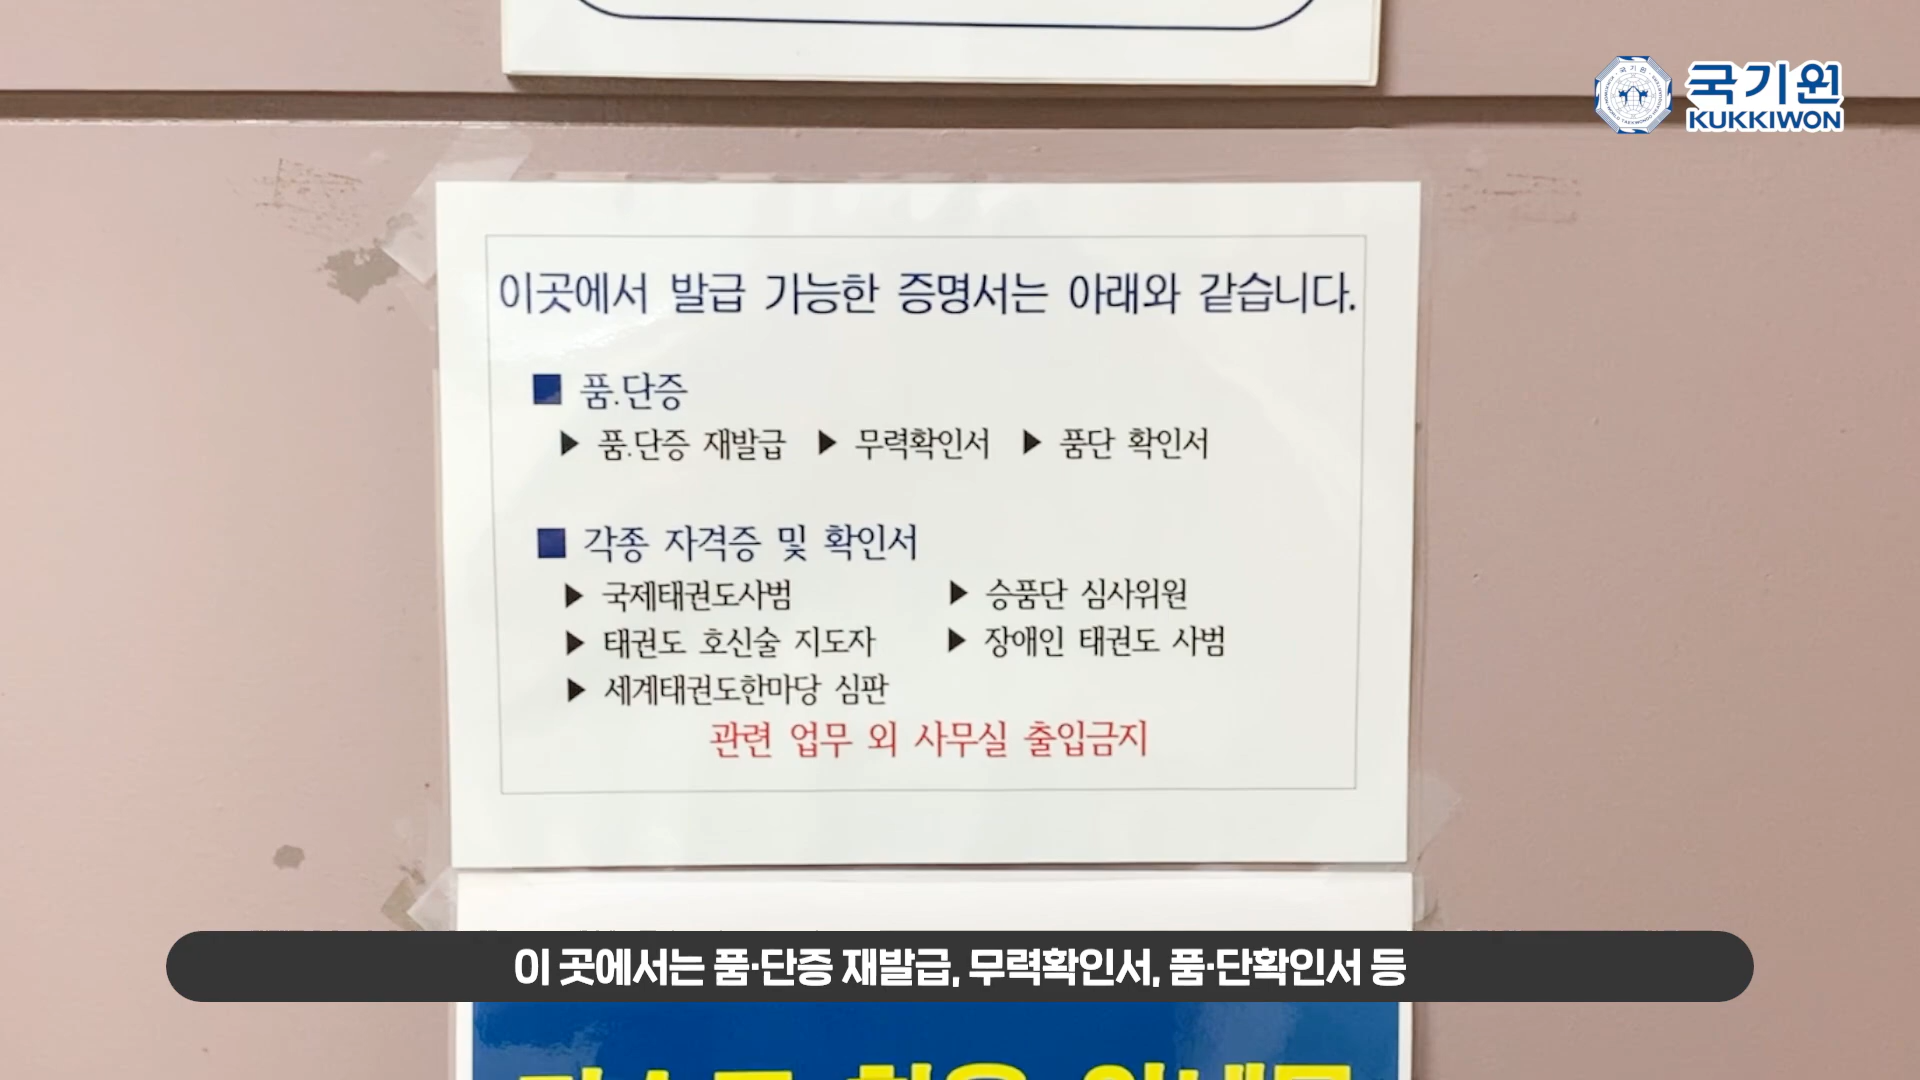 국기원
KUKKIWON
이곳에서 발급 가능한 증명서는 아래와 같습니다.
■ 품.단증
▶ 품.단증 재발급 ▶ 무력확인서 ▶ 품단 확인서
■ 각종 자격증 및 확인서
▶ 국제태권도사범 ▶ 승품단 심사위원
▶ 태권도 호신술 지도자 ▶ 장애인 태권도 사범
▶ 세계태권도한마당 심판
관련 업무 외 사무실 출입금지
이 곳에서는 품·단증 재발급, 무력확인서, 품·단확인서 등